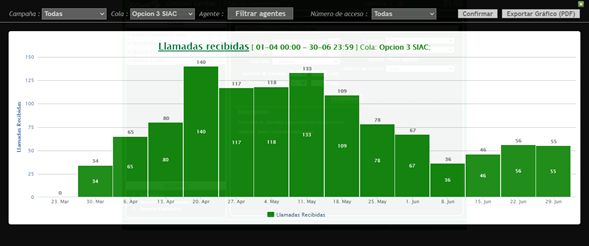 Campaña : Todas Cola : Opcion 3 SIAC Agente : Filtrar agentes Número de acceso : Todas Confirmar Exportar Gráfico (PDF)
Llamadas recibidas [ 01-04 00:00 - 30-06 23:59 ] Cola: Opcion 3 SIAC;
Llamadas Recibidas
150
125
100
75
50
25
0
0 34 65 80 140 117 118 133 109 78 67 36 46 56 55
34 65 80 140 117 118 133 109 78 67 36 46 56 55
23. Mar 30. Mar 6. Apr 13. Apr 20. Apr 27. Apr 4. May 11. May 18. May 25. May 1. Jun 8. Jun 15. Jun 22. Jun 29. Jun
Llamadas Recibidas